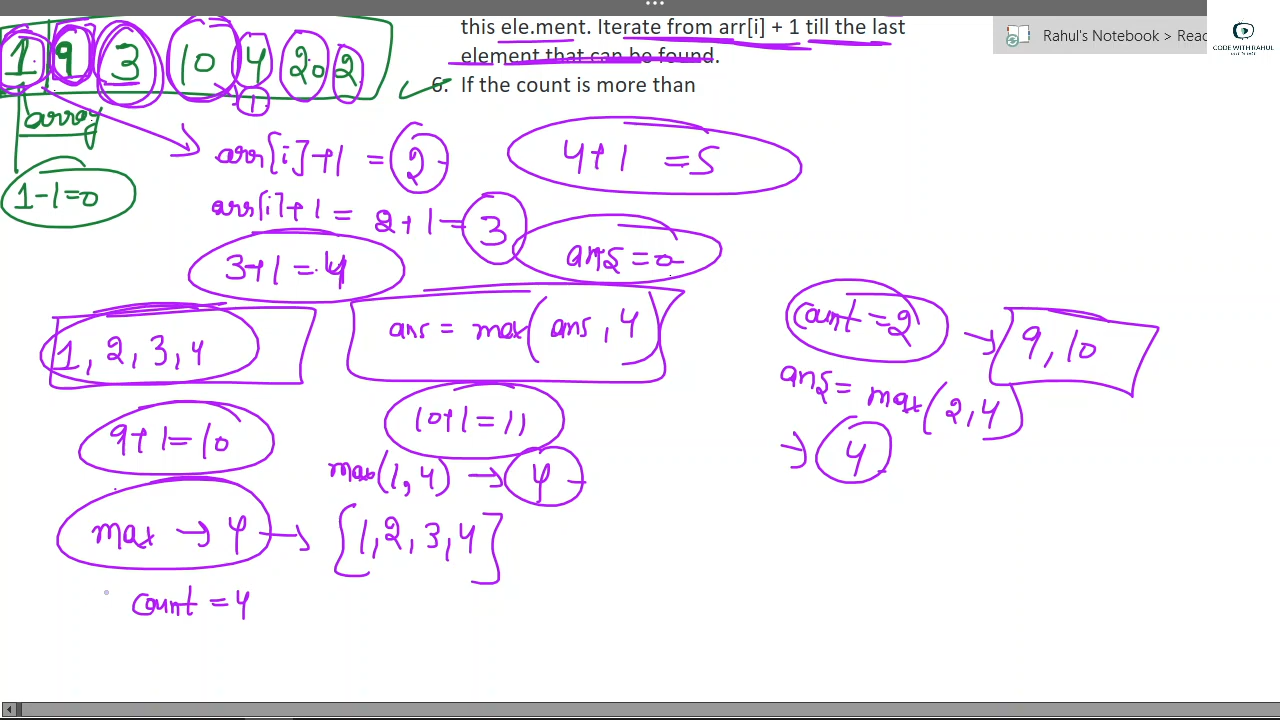 this ele.ment. Iterate from arr[i] + 1 till the last
element that can be found.
6. If the count is more than
Rahul's Notebook > Read
CODE WITH RAHUL
1 9 3 10 4 20 2
1
array
1-1=0
arr[i]+1 = 2
4+1 = 5
arr[i]+1 = 2+1= 3
ans = 0
3+1 = 4
1, 2, 3, 4
ans = max(ans, 4)
count = 2 → 9, 10
ans = max(2, 4)
→ 4
9+1=10
10+1 = 11
max(1, 4) → 4
max → 4 → [1, 2, 3, 4]
count = 4